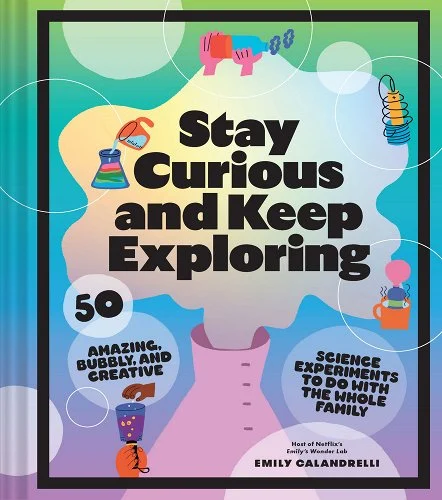 Stay
Curious
and Keep
Exploring
50
AMAZING,
BUBBLY, AND
CREATIVE
SCIENCE
EXPERIMENTS
TO DO WITH
THE WHOLE
FAMILY
Host of Netflix's
Emily's Wonder Lab
EMILY CALANDRELLI